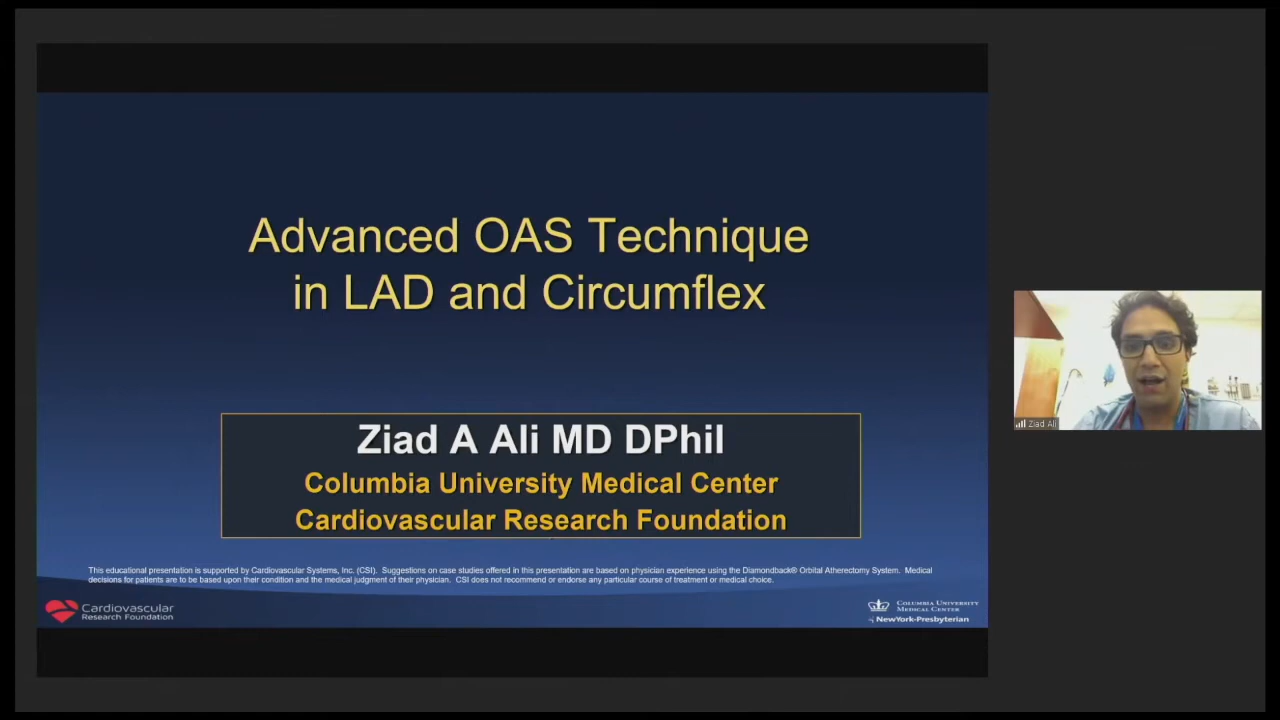 Advanced OAS Technique
in LAD and Circumflex
Ziad A Ali MD DPhil
Columbia University Medical Center
Cardiovascular Research Foundation
This educational presentation is supported by Cardiovascular Systems, Inc. (CSI). Suggestions on case studies offered in this presentation are based on physician experience using the Diamondback® Orbital Atherectomy System. Medical
decisions for patients are to be based upon their condition and the medical judgment of their physician. CSI does not recommend or endorse any particular course of treatment or medical choice.
Cardiovascular
Research Foundation
COLUMBIA UNIVERSITY
MEDICAL CENTER
NewYork-Presbyterian
Ziad Ali